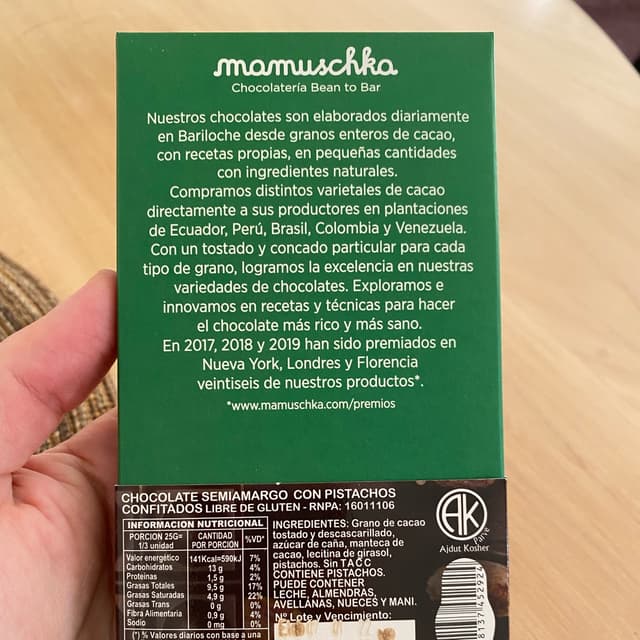 mamuschka
Chocolatería Bean to Bar
Nuestros chocolates son elaborados diariamente
en Bariloche desde granos enteros de cacao,
con recetas propias, en pequeñas cantidades
con ingredientes naturales.
Compramos distintos varietales de cacao
directamente a sus productores en plantaciones
de Ecuador, Perú, Brasil, Colombia y Venezuela.
Con un tostado y concado particular para cada
tipo de grano, logramos la excelencia en nuestras
variedades de chocolates. Exploramos e
innovamos en recetas y técnicas para hacer
el chocolate más rico y más sano.
En 2017, 2018 y 2019 han sido premiados en
Nueva York, Londres y Florencia
veintiseis de nuestros productos*.
*www.mamuschka.com/premios
CHOCOLATE SEMIAMARGO CON PISTACHOS
CONFITADOS LIBRE DE GLUTEN - RNPA: 16011106
INFORMACION NUTRICIONAL
PORCION 25G= CANTIDAD %VD*
1/3 unidad POR PORCION
Valor energético 141Kcal=590kJ 7%
Carbohidratos 13 g 4%
Proteinas 1,5 g 2%
Grasas Totales 9,5 g 17%
Grasas Saturadas 4,9 g 22%
Grasas Trans 0 g 0%
Fibra Alimentaria 0,9 g 4%
Sodio 0 mg 0%
(*) % Valores diarios con base a una
INGREDIENTES: Grano de cacao
tostado y descascarillado,
azúcar de caña, manteca de
cacao, lecitina de girasol,
pistachos. Sin TACC
CONTIENE PISTACHOS.
PUEDE CONTENER
LECHE, ALMENDRAS,
AVELLANAS, NUECES Y MANI.
Nº Lote y Vencimiento:
AK
Parve
Ajdut Kosher